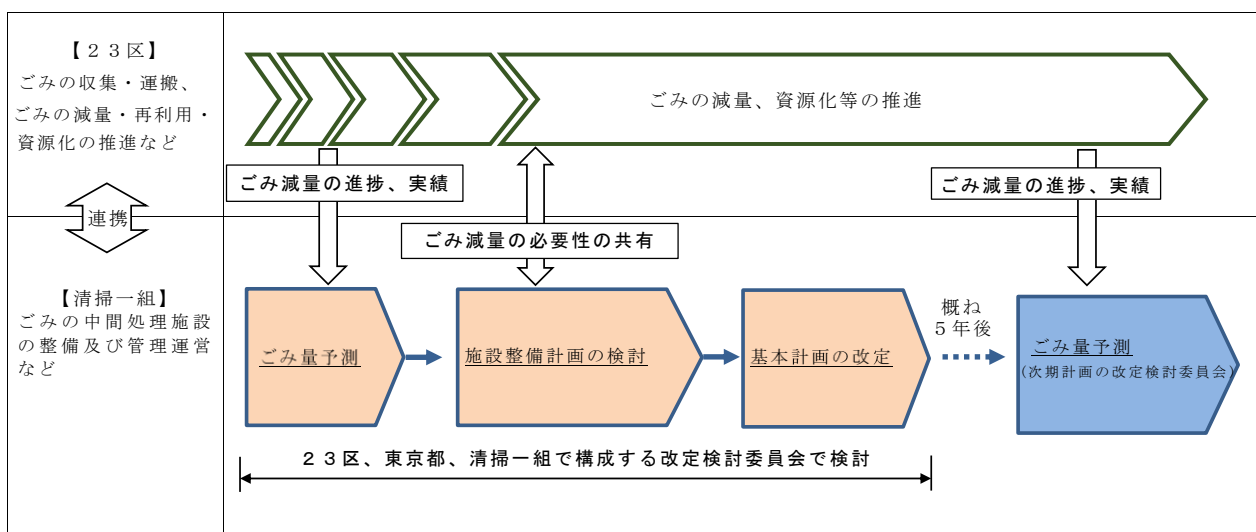 【２３区】
ごみの収集・運搬、
ごみの減量・再利用・
資源化の推進など
ごみの減量、資源化等の推進
ごみ減量の進捗、実績
ごみ減量の必要性の共有
ごみ減量の進捗、実績
連携
【清掃一組】
ごみの中間処理施設
の整備及び管理運営
など
ごみ量予測
施設整備計画の検討
基本計画の改定
概ね
５年後
ごみ量予測
(次期計画の改定検討委員会)
２３区、東京都、清掃一組で構成する改定検討委員会で検討